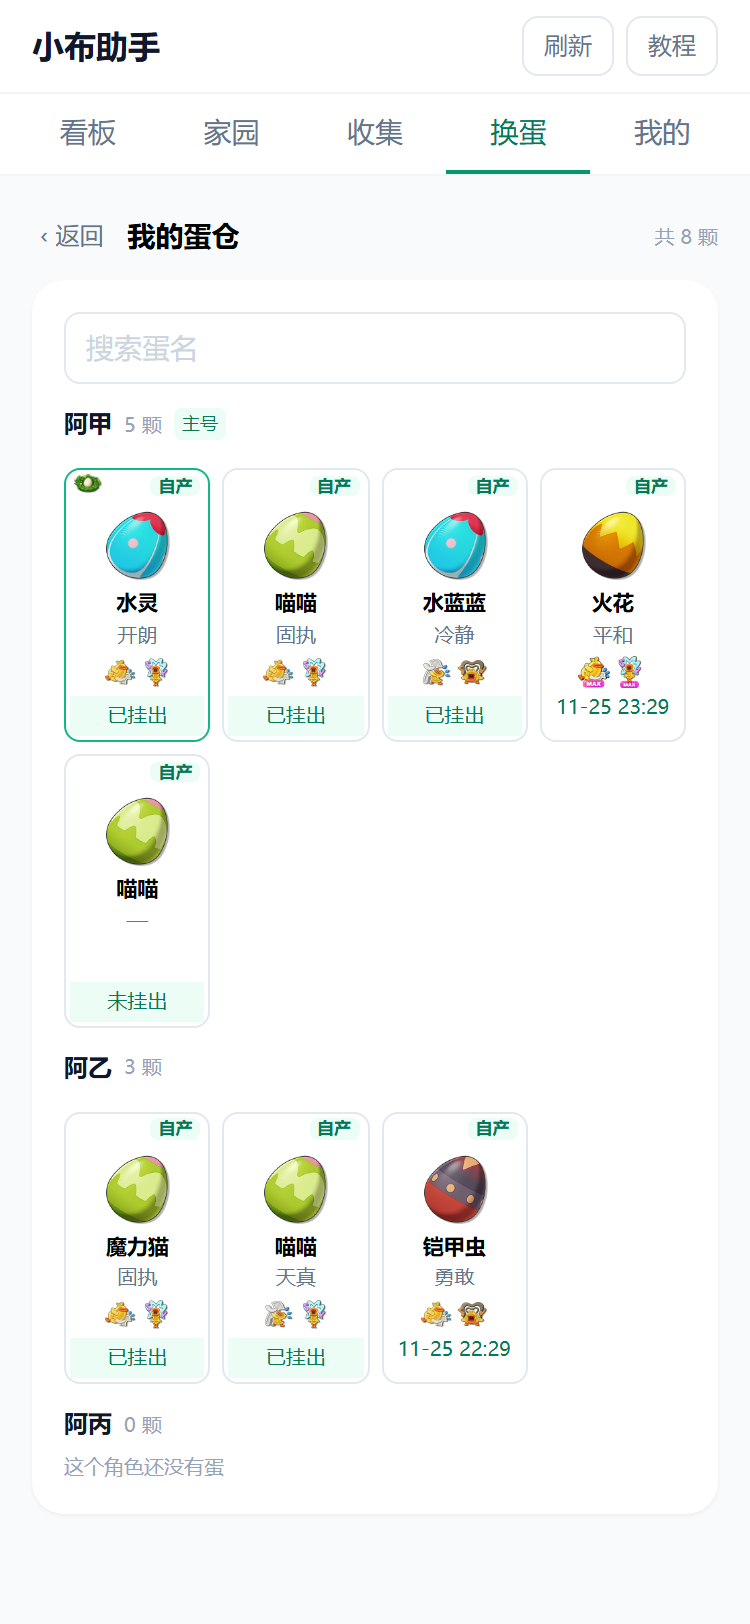 小布助手
刷新 教程
看板 家园 收集 换蛋 我的
‹ 返回 我的蛋仓 共 8 颗
搜索蛋名
阿甲 5 颗 主号
自产 自产 自产 自产
水灵 喵喵 水蓝蓝 火花
开朗 固执 冷静 平和
MAX MAX
已挂出 已挂出 已挂出 11-25 23:29
自产
喵喵
—
未挂出
阿乙 3 颗
自产 自产 自产
魔力猫 喵喵 铠甲虫
固执 天真 勇敢
已挂出 已挂出 11-25 22:29
阿丙 0 颗
这个角色还没有蛋